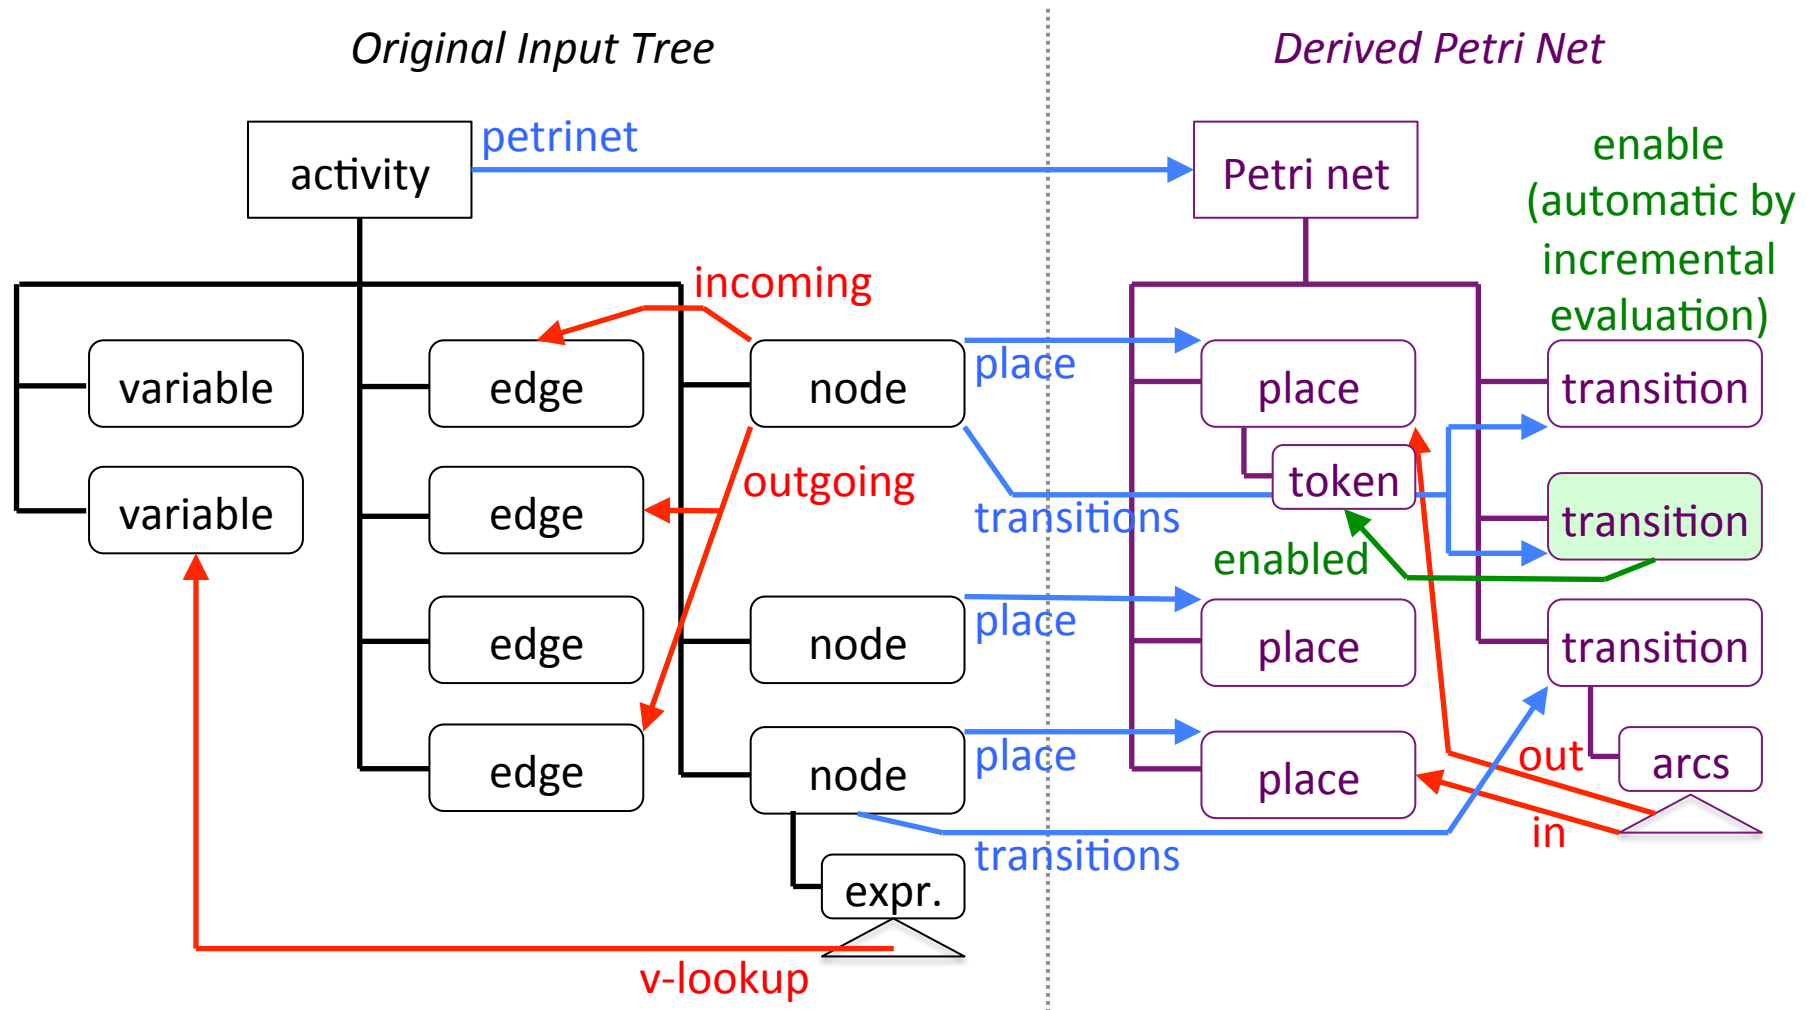 Original Input Tree
Derived Petri Net
petrinet
activity
Petri net
enable
(automatic by
incremental
evaluation)
incoming
variable
edge
node
place
place
transition
variable
edge
outgoing
token
transitions
transition
enabled
edge
node
place
place
transition
edge
node
place
place
out
arcs
in
transitions
expr.
v-lookup